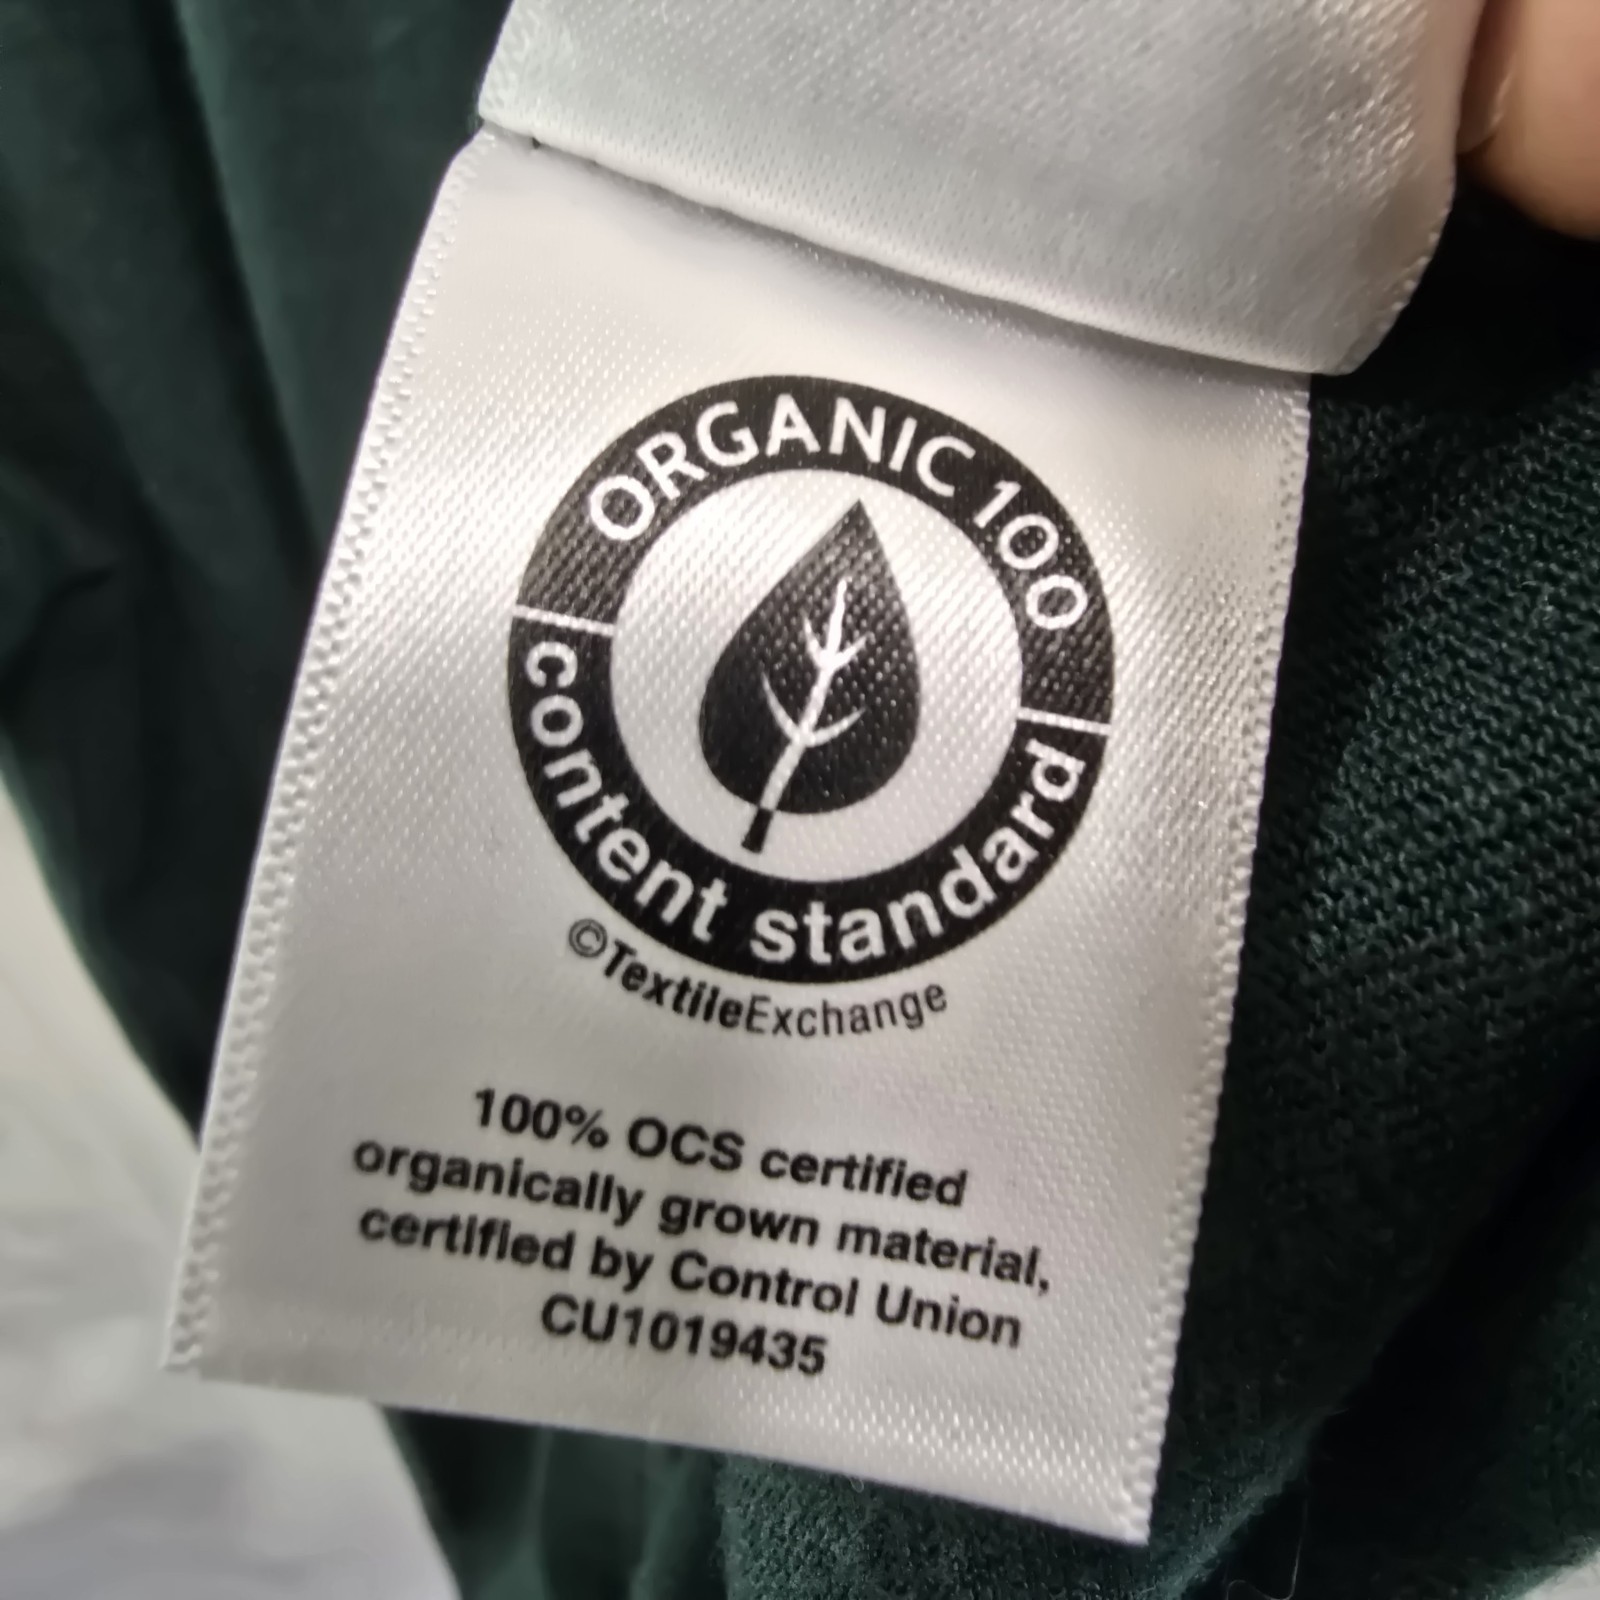 ORGANIC 100
content standard
©TextileExchange
100% OCS certified
organically grown material,
certified by Control Union
CU1019435